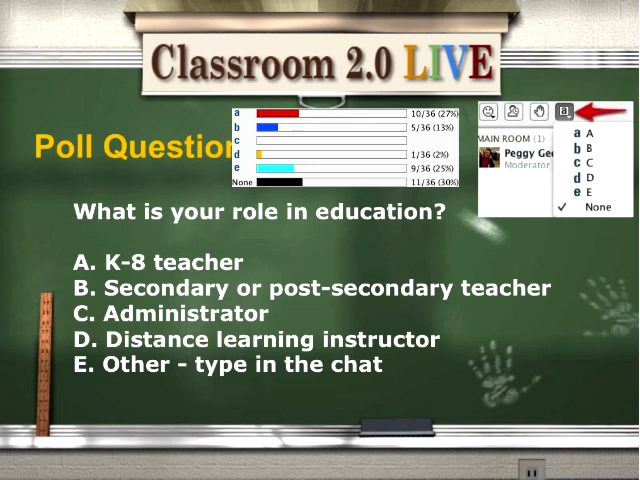 Classroom 2.0 LIVE
a 10/36 (27%)
b 5/36 (13%)
c
d 1/36 (2%)
e 9/36 (25%)
None 11/36 (30%)
a
MAIN ROOM (1)
Peggy Geo
Moderator
a A
b B
c C
d D
e E
✓ None
Poll Question
What is your role in education?
A. K-8 teacher
B. Secondary or post-secondary teacher
C. Administrator
D. Distance learning instructor
E. Other - type in the chat